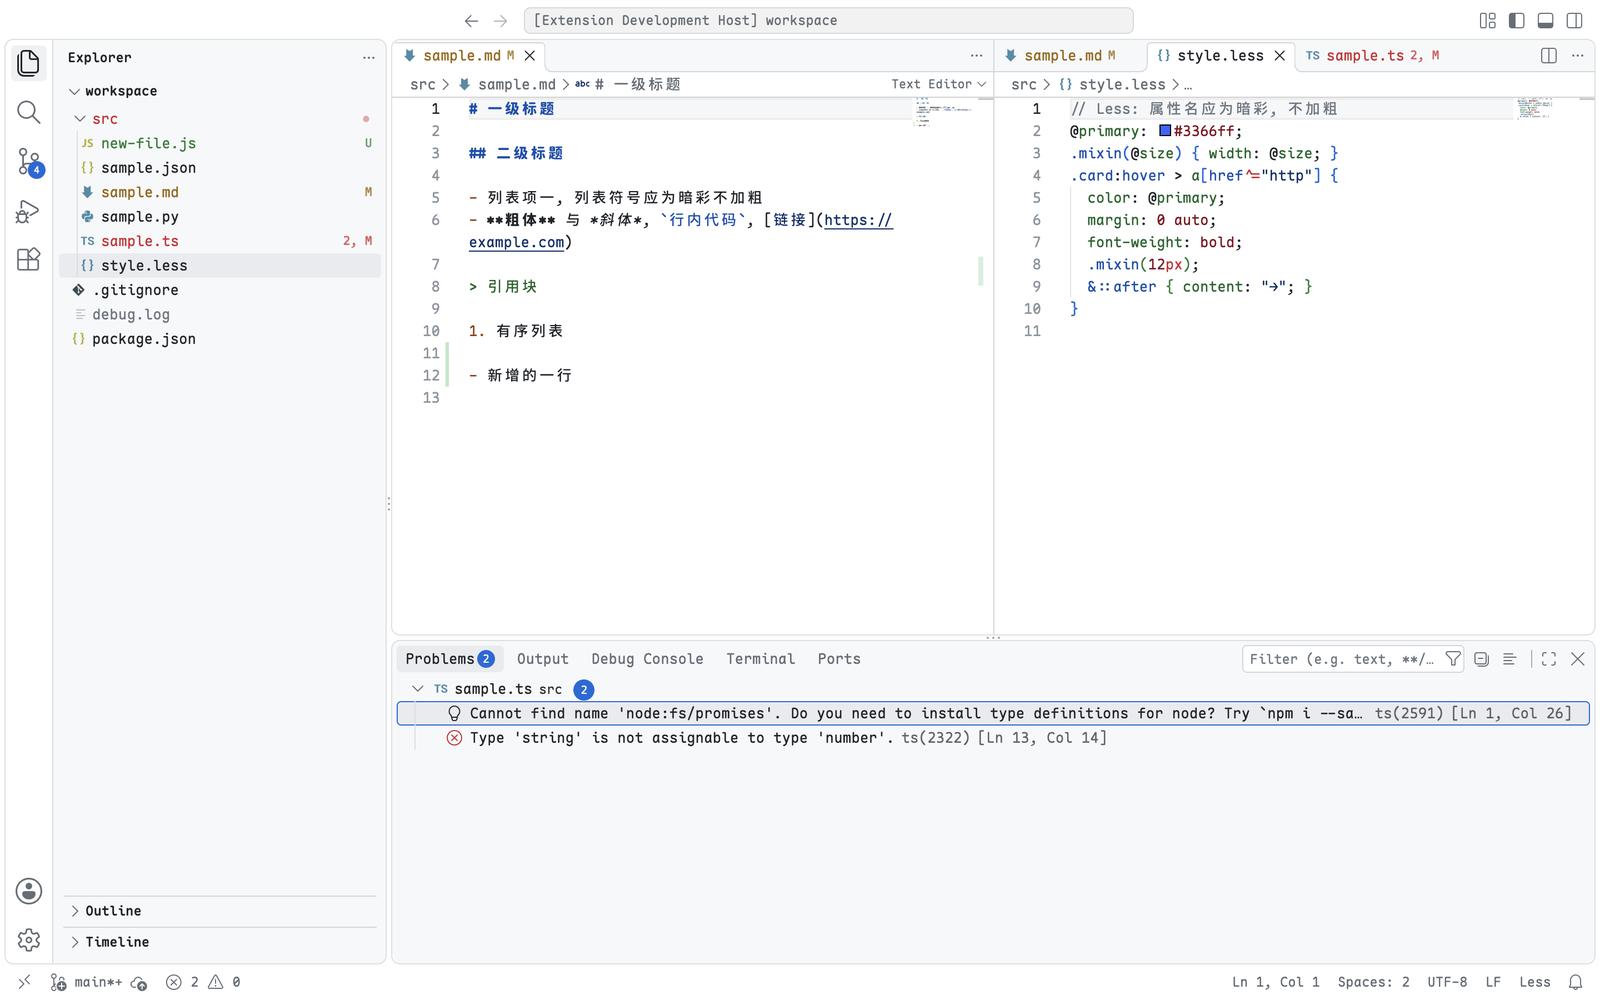 [Extension Development Host] workspace
Explorer
workspace
src
JS new-file.js U
{} sample.json
sample.md M
sample.py
TS sample.ts 2, M
{} style.less
.gitignore
debug.log
{} package.json
Outline
Timeline
4
sample.md M
src > sample.md > abc # 一级标题
Text Editor
1 # 一级标题
2
3 ## 二级标题
4
5 - 列表项一, 列表符号应为暗彩不加粗
6 - **粗体** 与 *斜体*, `行内代码`, [链接](https://
example.com)
7
8 > 引用块
9
10 1. 有序列表
11
12 - 新增的一行
13
sample.md M
{} style.less
TS sample.ts 2, M
src > {} style.less > …
1 // Less: 属性名应为暗彩, 不加粗
2 @primary: #3366ff;
3 .mixin(@size) { width: @size; }
4 .card:hover > a[href^="http"] {
5 color: @primary;
6 margin: 0 auto;
7 font-weight: bold;
8 .mixin(12px);
9 &::after { content: "→"; }
10 }
11
Problems 2 Output Debug Console Terminal Ports
Filter (e.g. text, **/…
TS sample.ts src 2
Cannot find name 'node:fs/promises'. Do you need to install type definitions for node? Try `npm i --sa… ts(2591) [Ln 1, Col 26]
Type 'string' is not assignable to type 'number'. ts(2322) [Ln 13, Col 14]
main*+ 2 0
Ln 1, Col 1 Spaces: 2 UTF-8 LF Less